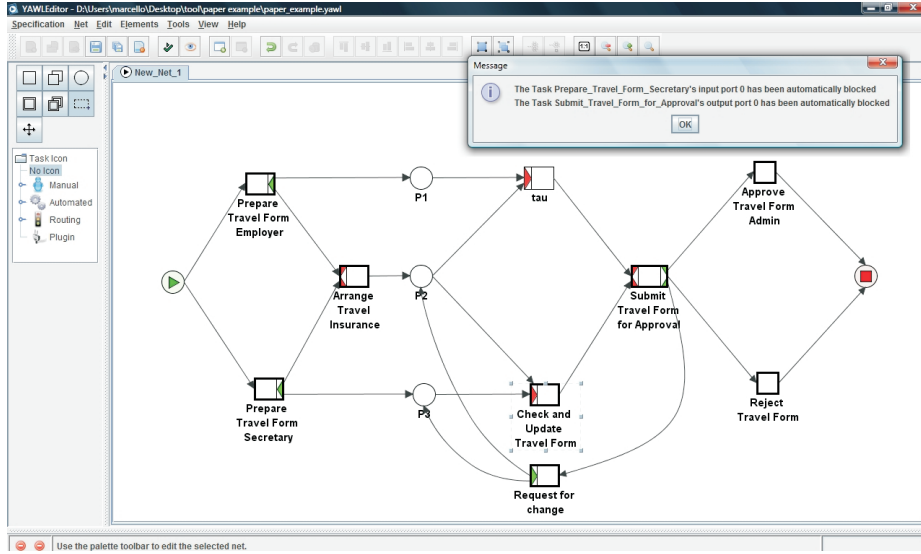 YAWLEditor - D:\Users\marcello\Desktop\tool\paper example\paper_example.yawl
Specification Net Edit Elements Tools View Help
New_Net_1
Message
The Task Prepare_Travel_Form_Secretary's input port 0 has been automatically blocked
The Task Submit_Travel_Form_for_Approval's output port 0 has been automatically blocked
OK
Task Icon
No Icon
Manual
Automated
Routing
Plugin
Prepare
Travel Form
Employer
P1
tau
Approve
Travel Form
Admin
Arrange
Travel
Insurance
P2
Submit
Travel Form
for Approval
Prepare
Travel Form
Secretary
P3
Check and
Update
Travel Form
Reject
Travel Form
Request for
change
Use the palette toolbar to edit the selected net.